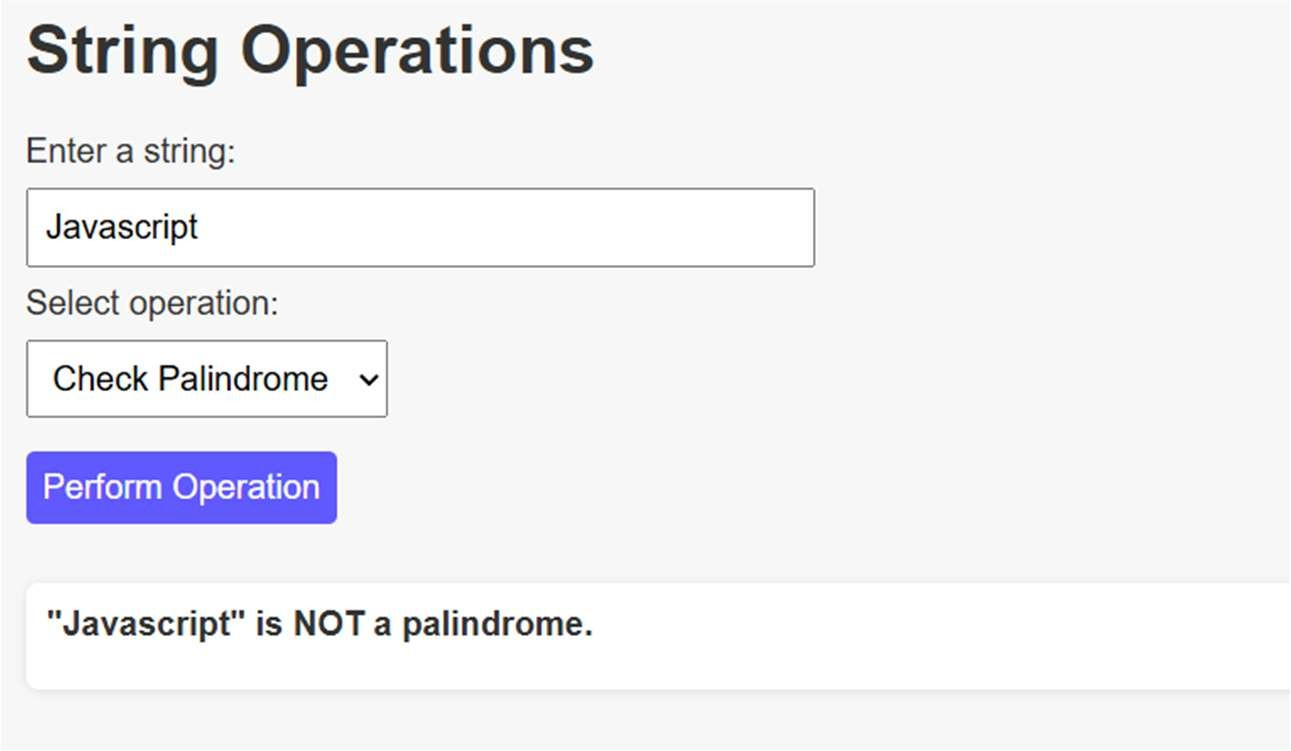 String Operations
Enter a string:
Javascript
Select operation:
Check Palindrome
Perform Operation
"Javascript" is NOT a palindrome.